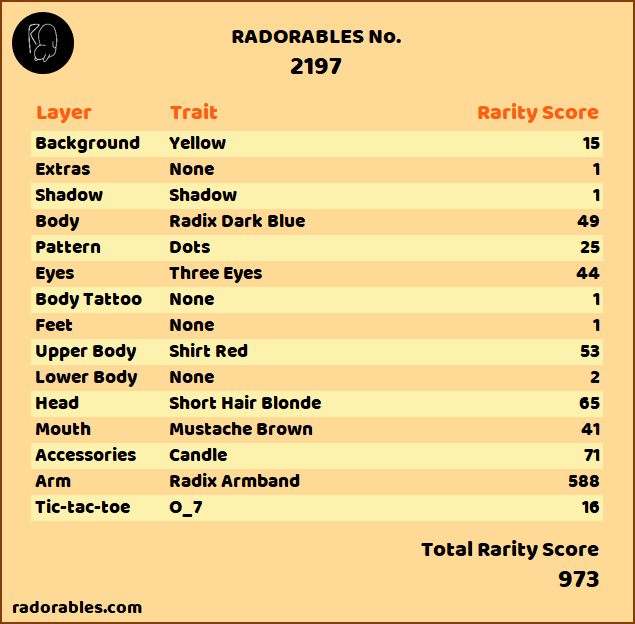 RADORABLES No.
2197
Layer Trait Rarity Score
Background Yellow 15
Extras None 1
Shadow Shadow 1
Body Radix Dark Blue 49
Pattern Dots 25
Eyes Three Eyes 44
Body Tattoo None 1
Feet None 1
Upper Body Shirt Red 53
Lower Body None 2
Head Short Hair Blonde 65
Mouth Mustache Brown 41
Accessories Candle 71
Arm Radix Armband 588
Tic-tac-toe O_7 16
Total Rarity Score
973
radorables.com